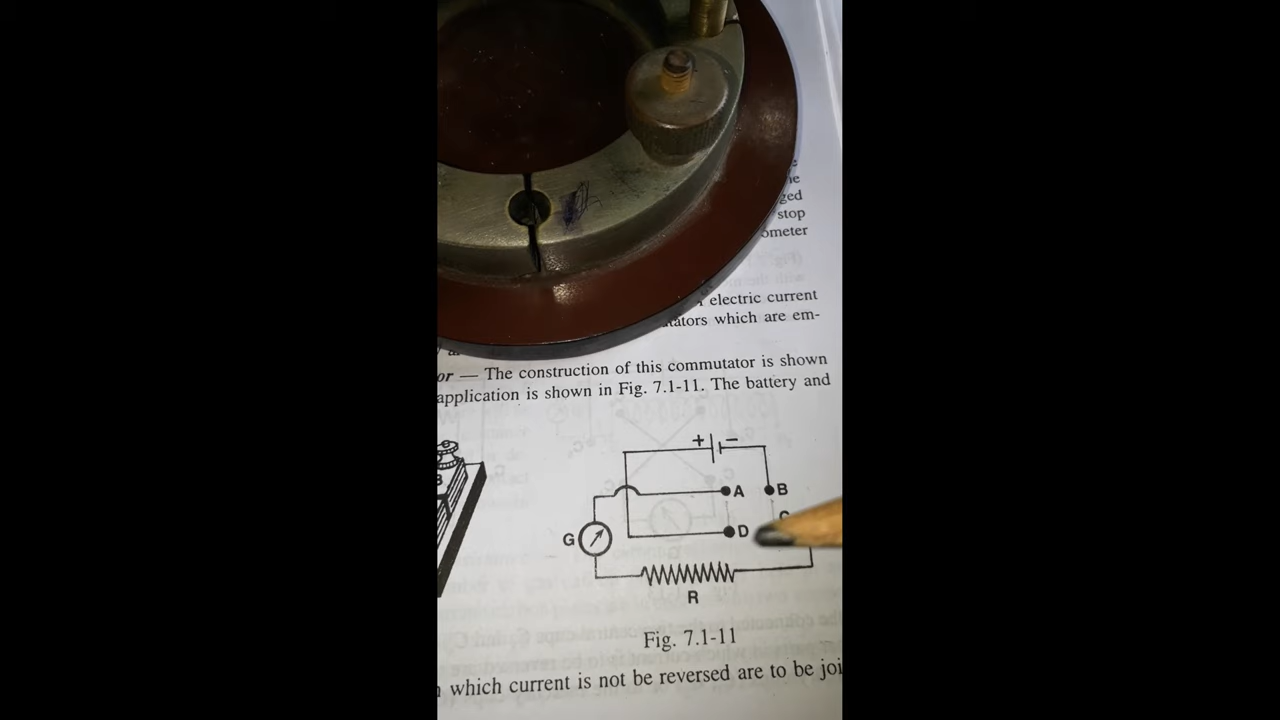 ged
stop
ometer
electric current
which are em-
or — The construction of this commutator is shown
application is shown in Fig. 7.1-11. The battery and
+ −
A B
C
G D
R
Fig. 7.1-11
which current is not be reversed are to be joi